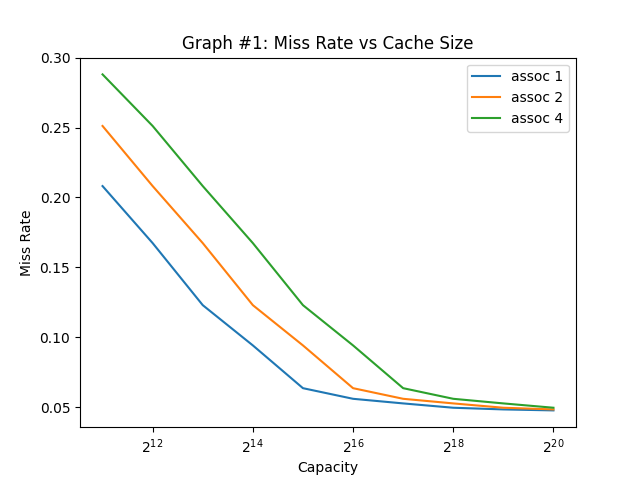 Graph #1: Miss Rate vs Cache Size
Miss Rate
0.30
0.25
0.20
0.15
0.10
0.05
assoc 1
assoc 2
assoc 4
2^12 2^14 2^16 2^18 2^20
Capacity